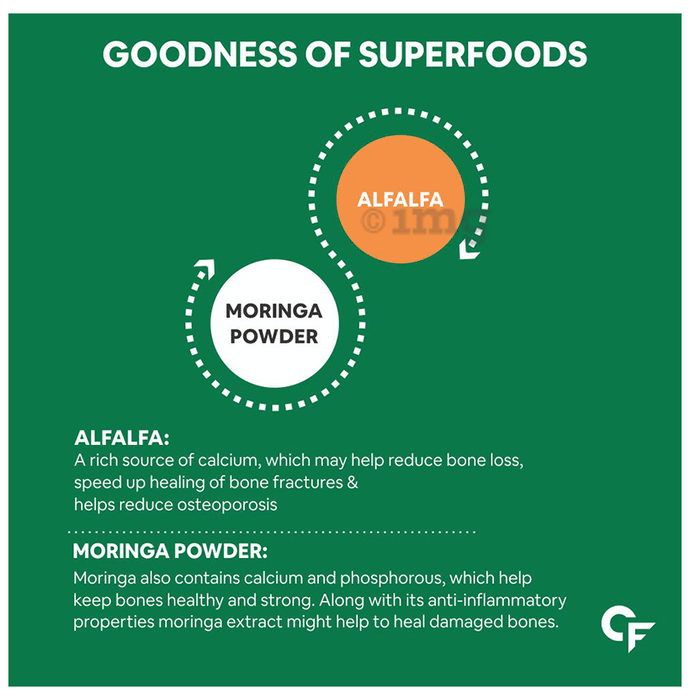 GOODNESS OF SUPERFOODS
ALFALFA
© 1mg
MORINGA
POWDER
ALFALFA:
A rich source of calcium, which may help reduce bone loss,
speed up healing of bone fractures &
helps reduce osteoporosis
MORINGA POWDER:
Moringa also contains calcium and phosphorous, which help
keep bones healthy and strong. Along with its anti-inflammatory
properties moringa extract might help to heal damaged bones.
CF